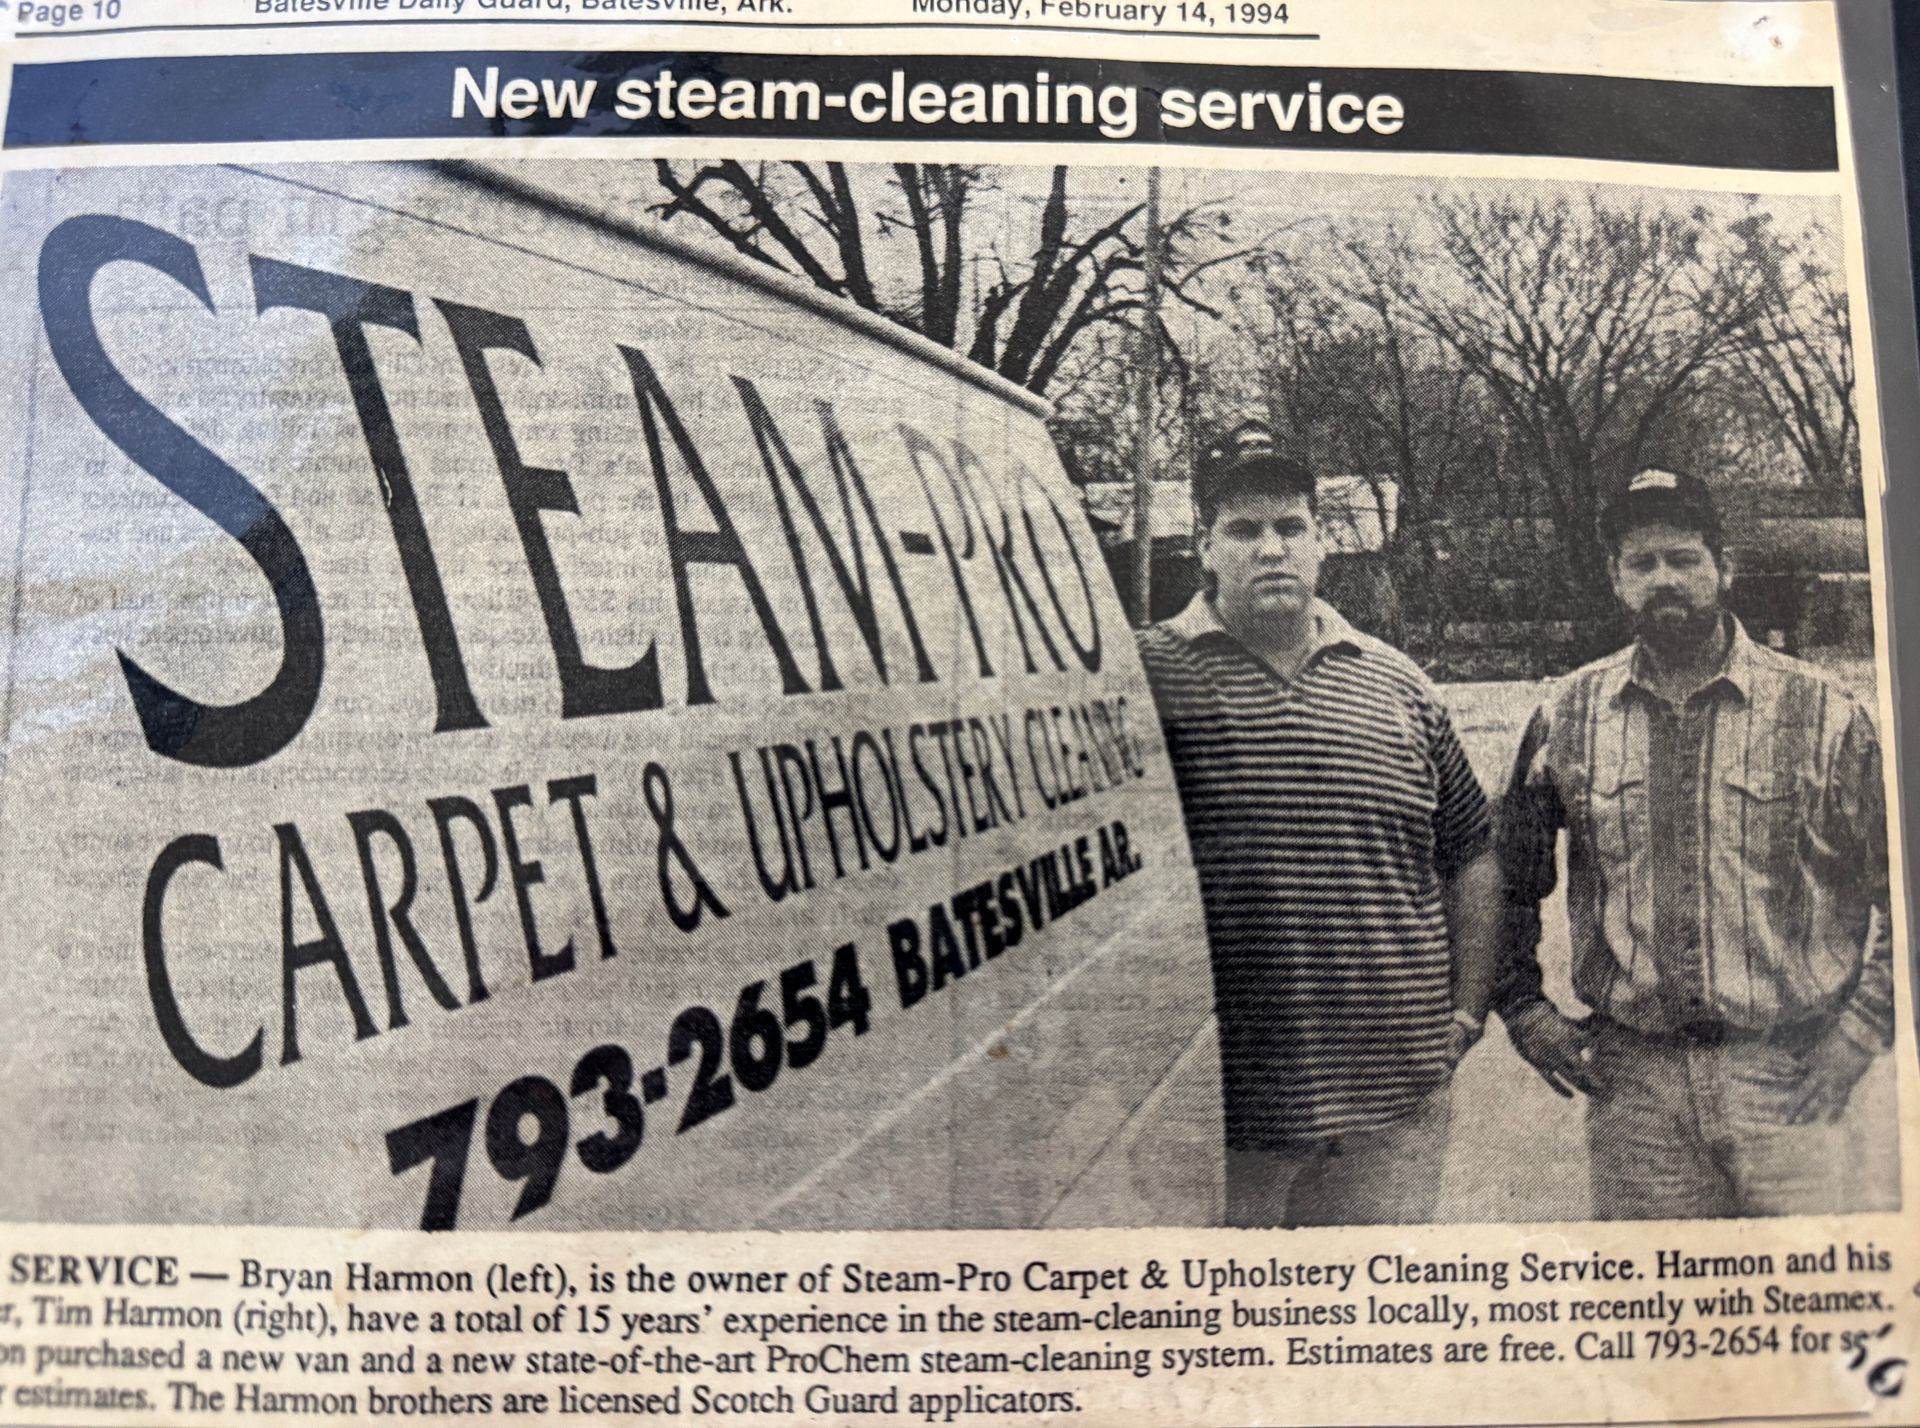 Page 10 Batesville Daily Guard, Batesville, Ark. Monday, February 14, 1994
New steam-cleaning service
STEAM-PRO
CARPET & UPHOLSTERY CLEANING
793-2654 BATESVILLE AR.
SERVICE — Bryan Harmon (left), is the owner of Steam-Pro Carpet & Upholstery Cleaning Service. Harmon and his
r, Tim Harmon (right), have a total of 15 years' experience in the steam-cleaning business locally, most recently with Steamex.
on purchased a new van and a new state-of-the-art ProChem steam-cleaning system. Estimates are free. Call 793-2654 for
estimates. The Harmon brothers are licensed Scotch Guard applicators.